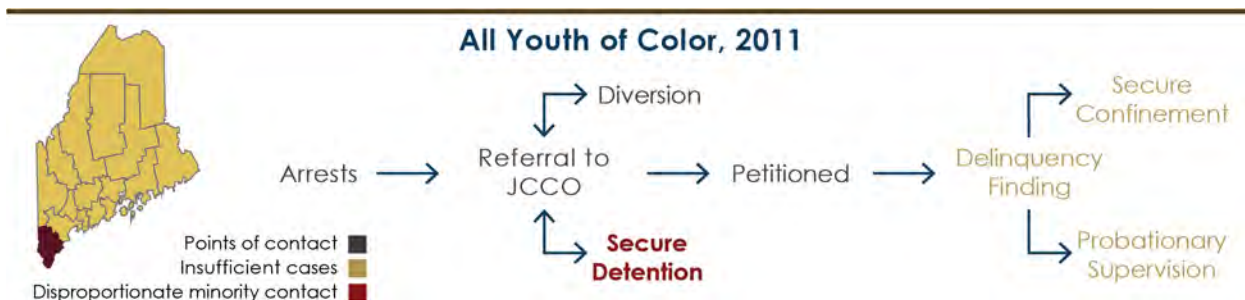 All Youth of Color, 2011
Diversion
Secure
Confinement
Arrests
Referral to
JCCO
Petitioned
Delinquency
Finding
Secure
Detention
Probationary
Supervision
Points of contact
Insufficient cases
Disproportionate minority contact